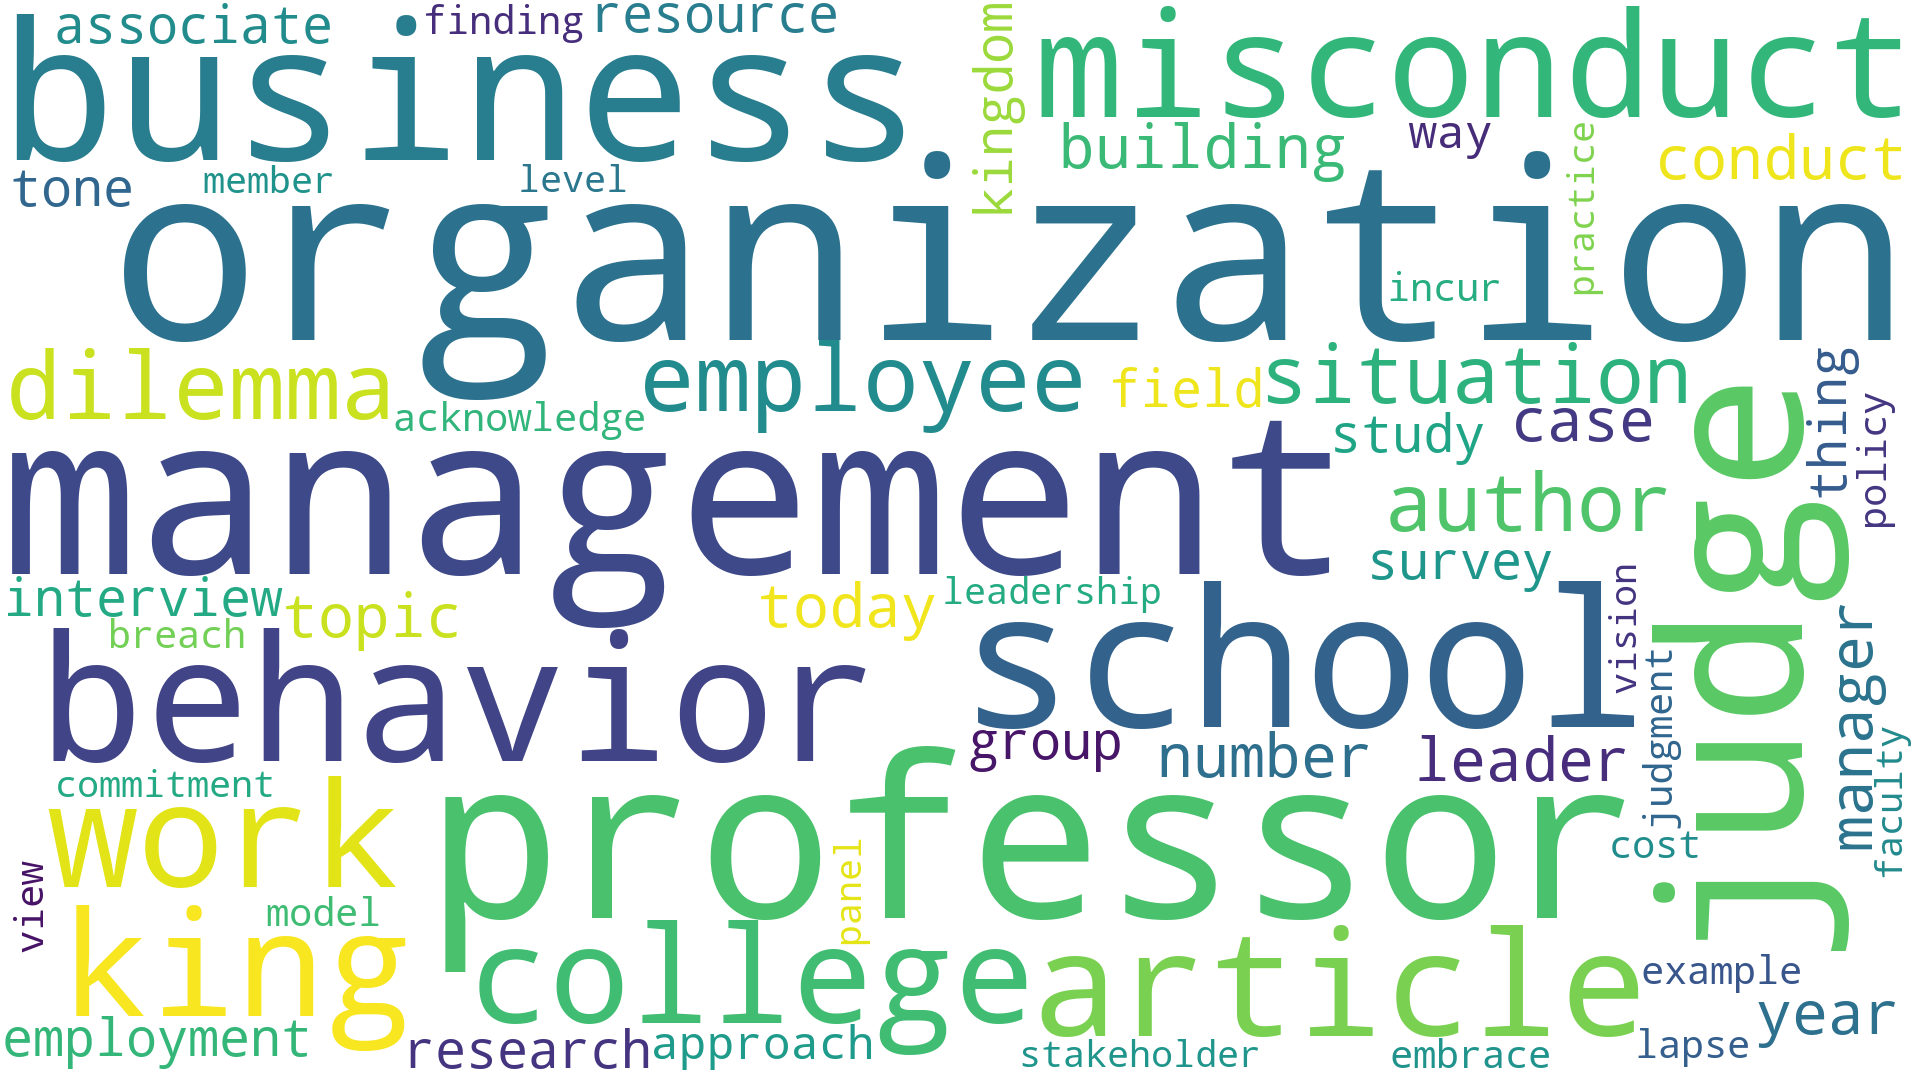 associate
finding
resource
business
kingdom
misconduct
building
way
practice
conduct
tone
member
level
organization
incur
dilemma
acknowledge
employee
field
situation
study
case
thing
policy
judge
management
author
survey
interview
breach
topic
today
leadership
behavior
school
vision
judgment
manager
faculty
group
number
leader
commitment
work
professor
cost
view
model
panel
king
college
article
example
year
employment
research
approach
stakeholder
embrace
lapse